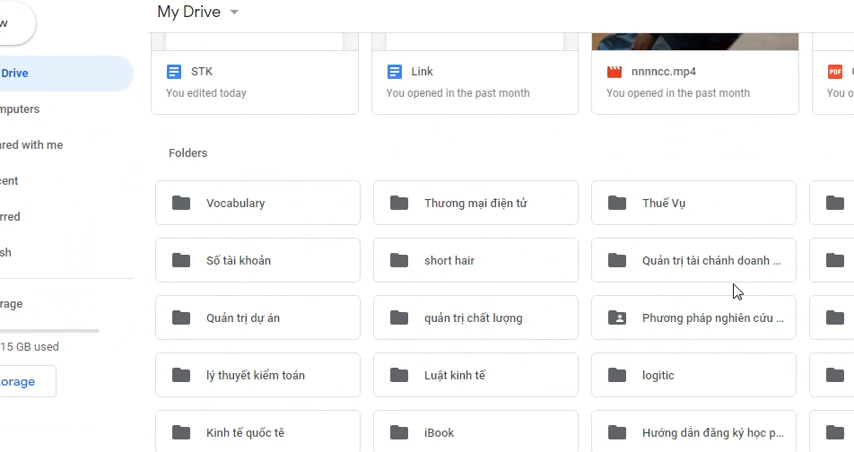 w
My Drive
Drive
mputers
ared with me
cent
rred
sh
rage
15 GB used
orage
STK
You edited today
Link
You opened in the past month
nnnncc.mp4
You opened in the past month
PDF
You o
Folders
Vocabulary
Thương mại điện tử
Thuế Vụ
Số tài khoản
short hair
Quản trị tài chánh doanh ...
Quản trị dự án
quản trị chất lượng
Phương pháp nghiên cứu ...
lý thuyết kiểm toán
Luật kinh tế
logitic
Kinh tế quốc tê
iBook
Hướng dẫn đăng ký học p...